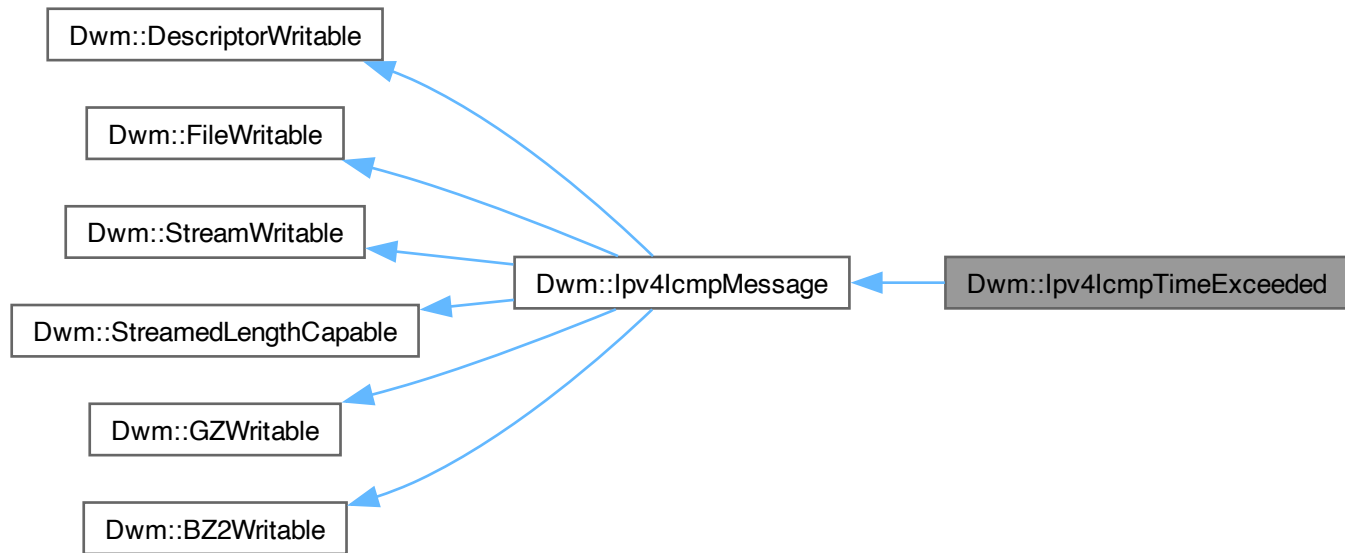 Dwm::DescriptorWritable
Dwm::FileWritable
Dwm::StreamWritable
Dwm::Ipv4IcmpMessage
Dwm::Ipv4IcmpTimeExceeded
Dwm::StreamedLengthCapable
Dwm::GZWritable
Dwm::BZ2Writable